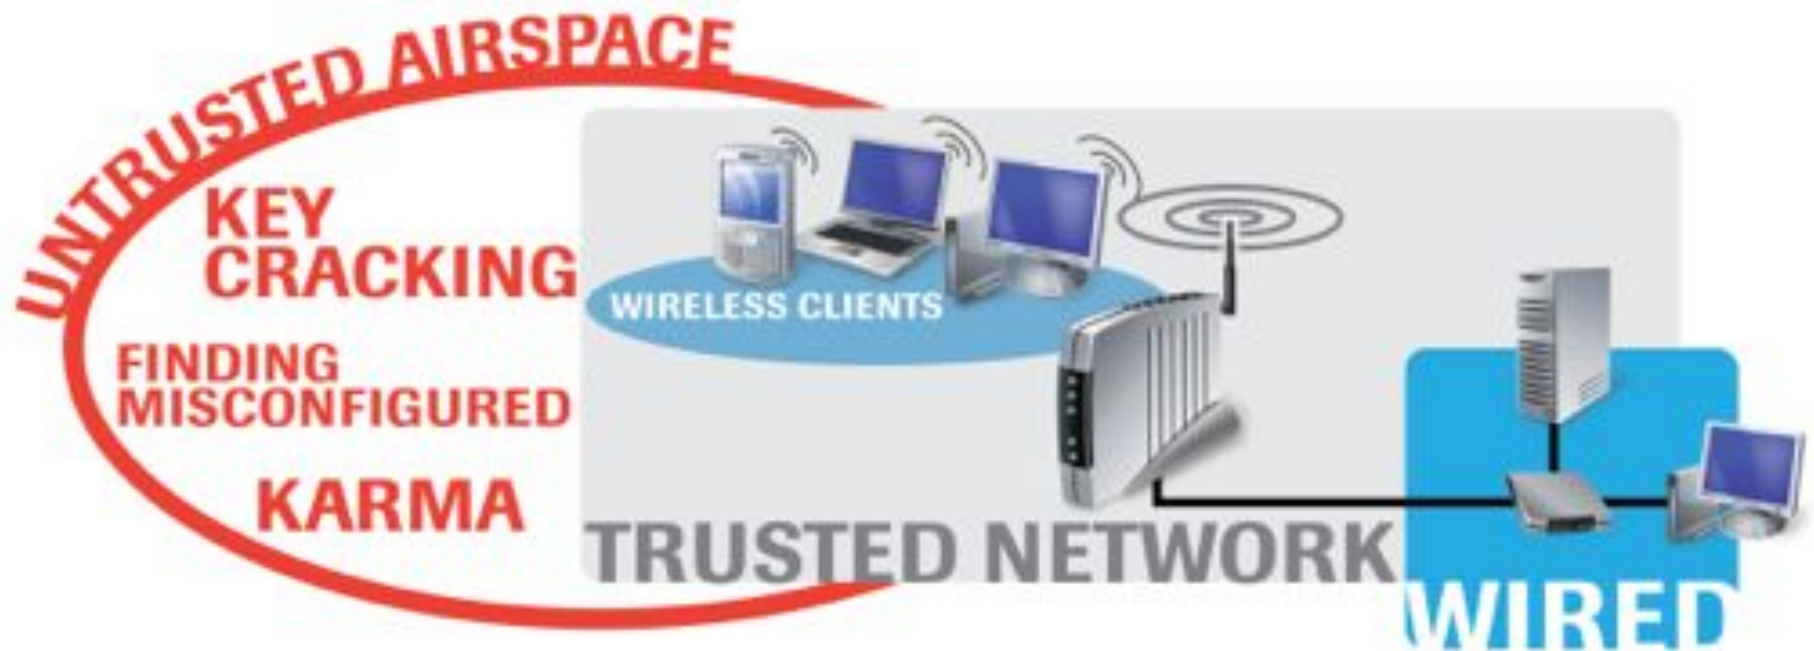 UNTRUSTED AIRSPACE
KEY
CRACKING
FINDING
MISCONFIGURED
KARMA
WIRELESS CLIENTS
TRUSTED NETWORK
WIRED